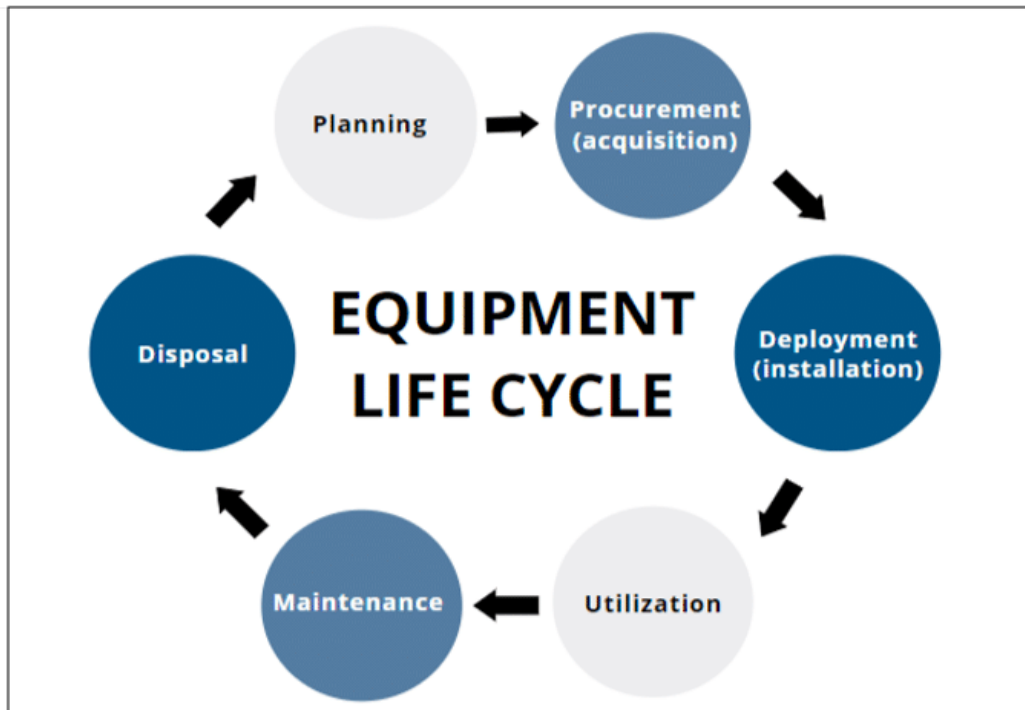 Planning
Procurement
(acquisition)
Deployment
(installation)
Utilization
Maintenance
Disposal
EQUIPMENT
LIFE CYCLE